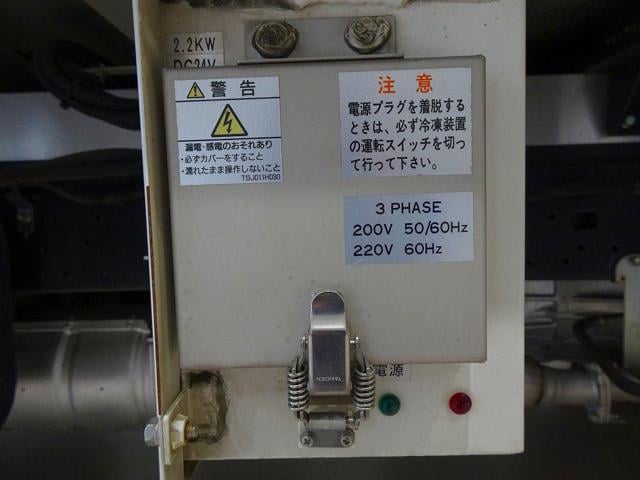 2.2KW
DC24V
警告
漏電・感電のおそれあり
・必ずカバーをすること
・濡れたまま操作しないこと
TSJ011H030
注意
電源プラグを着脱する
ときは、必ず冷凍装置
の運転スイッチを切っ
て行って下さい。
3 PHASE
200V 50/60Hz
220V 60Hz
TAKIGEN
電源